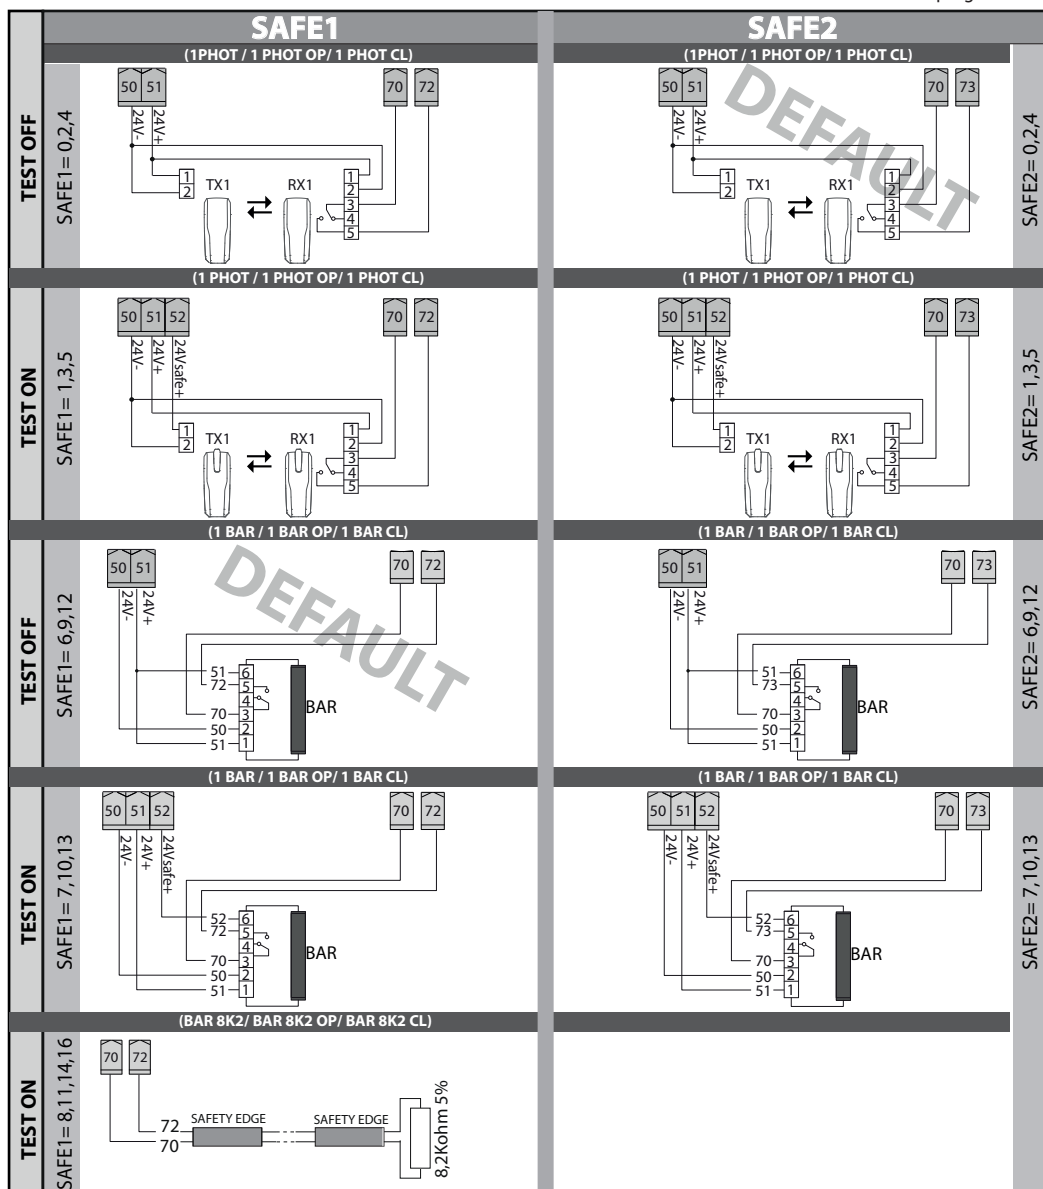 SAFE1
SAFE2
(1PHOT / 1 PHOT OP/ 1 PHOT CL)
(1PHOT / 1 PHOT OP/ 1 PHOT CL)
TEST OFF
SAFE1= 0,2,4
50 51
70 72
24V-
24V+
1
2
TX1
RX1
1
2
3
4
5
50 51
70 73
24V-
24V+
1
2
TX1
RX1
1
2
3
4
5
DEFAULT
SAFE2= 0,2,4
(1 PHOT / 1 PHOT OP/ 1 PHOT CL)
(1 PHOT / 1 PHOT OP/ 1 PHOT CL)
TEST ON
SAFE1= 1,3,5
50 51 52
70 72
24V-
24V+
24Vsafe+
1
2
TX1
RX1
1
2
3
4
5
50 51 52
70 73
24V-
24V+
24Vsafe+
1
2
TX1
RX1
1
2
3
4
5
SAFE2= 1,3,5
(1 BAR / 1 BAR OP/ 1 BAR CL)
(1 BAR / 1 BAR OP/ 1 BAR CL)
TEST OFF
SAFE1= 6,9,12
50 51
70 72
24V-
24V+
DEFAULT
51 6
72 5
4
70 3
50 2
51 1
BAR
50 51
70 73
24V-
24V+
51 6
73 5
4
70 3
50 2
51 1
BAR
SAFE2= 6,9,12
(1 BAR / 1 BAR OP/ 1 BAR CL)
(1 BAR / 1 BAR OP/ 1 BAR CL)
TEST ON
SAFE1= 7,10,13
50 51 52
70 72
24V-
24V+
24Vsafe+
52 6
72 5
4
70 3
50 2
51 1
BAR
50 51 52
70 73
24V-
24V+
24Vsafe+
52 6
73 5
4
70 3
50 2
51 1
BAR
SAFE2= 7,10,13
(BAR 8K2/ BAR 8K2 OP/ BAR 8K2 CL)
TEST ON
SAFE1= 8,11,14,16
70 72
72
70
SAFETY EDGE
SAFETY EDGE
8,2Kohm 5%